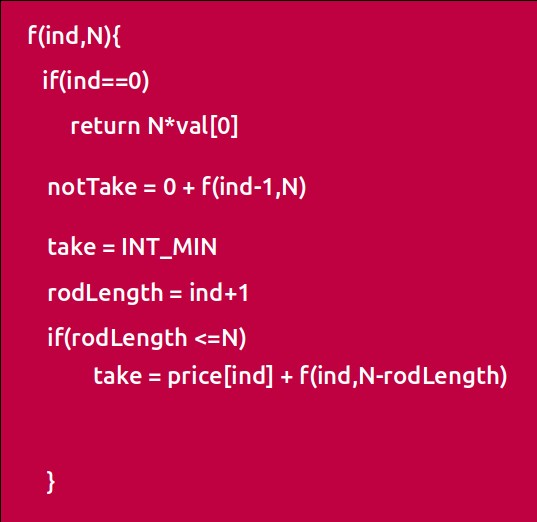 f(ind,N){
if(ind==0)
return N*val[0]
notTake = 0 + f(ind-1,N)
take = INT_MIN
rodLength = ind+1
if(rodLength <=N)
take = price[ind] + f(ind,N-rodLength)
}